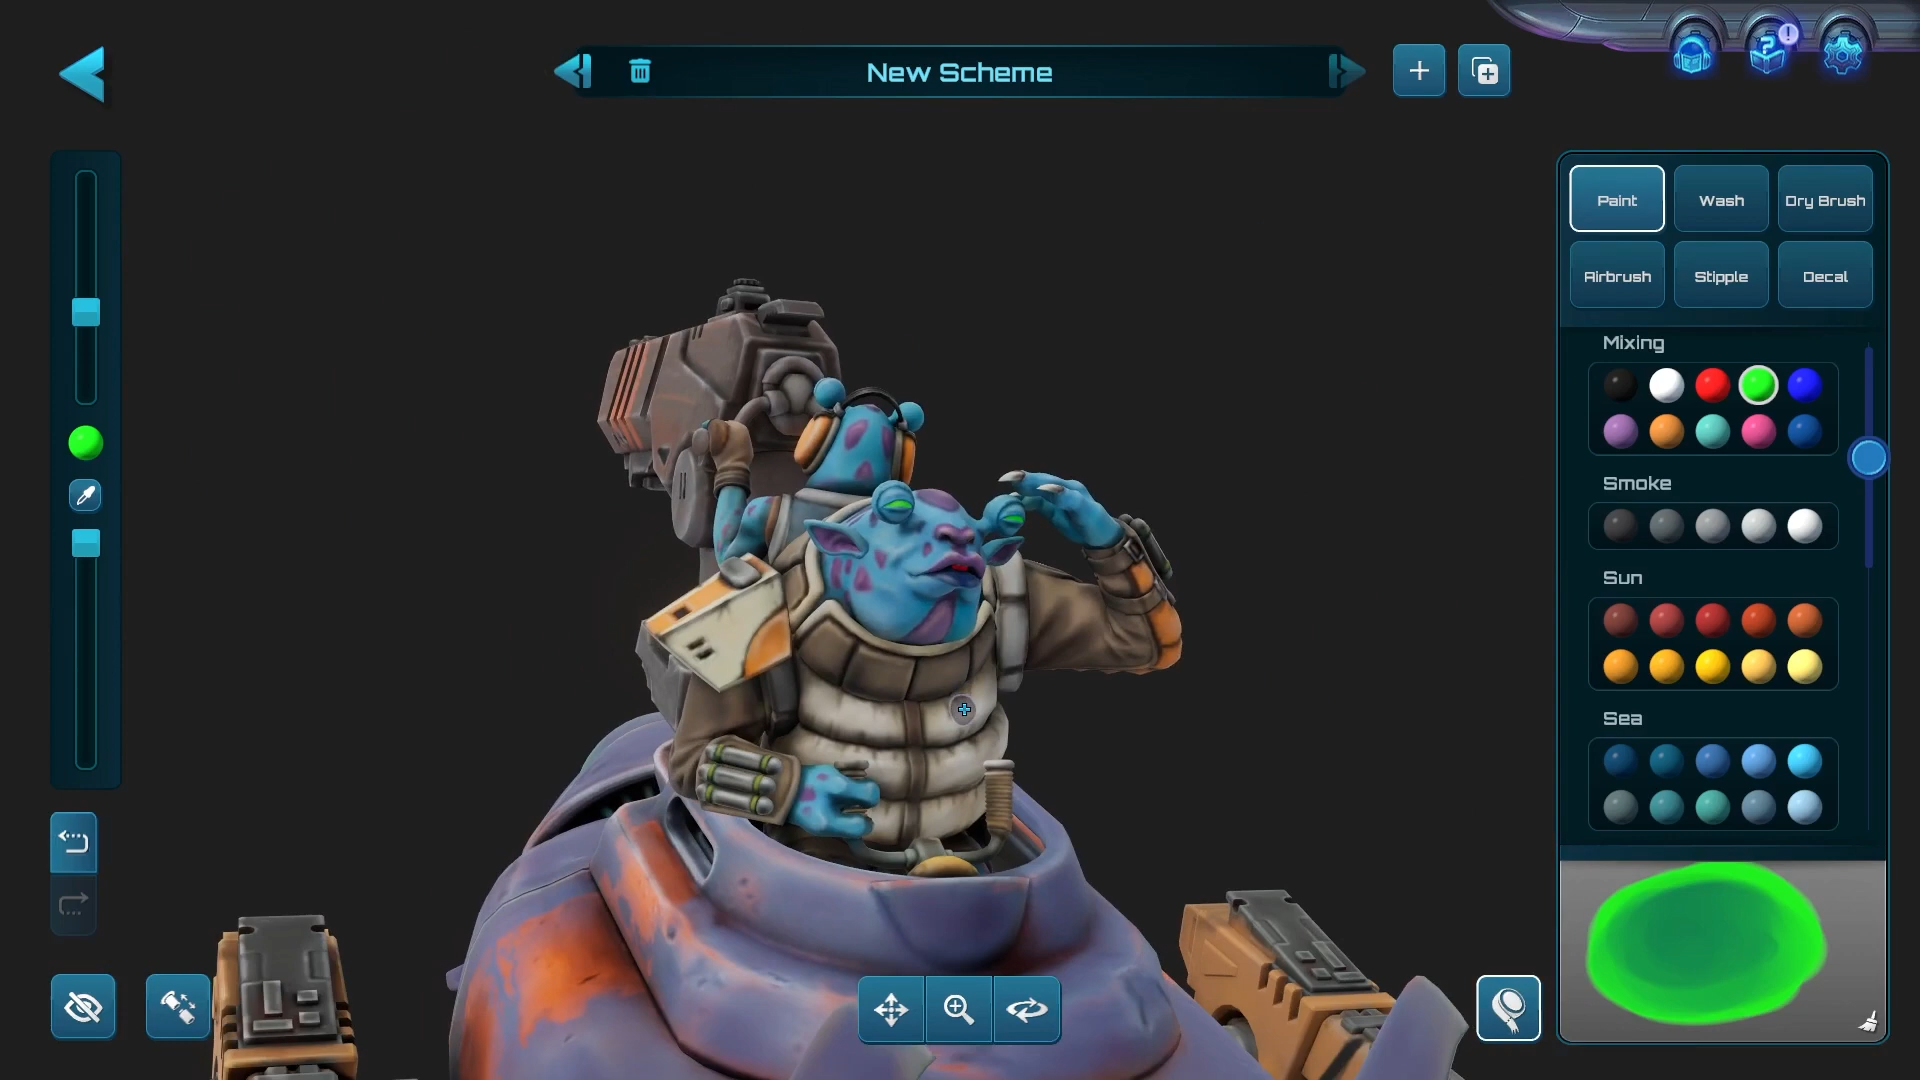 New Scheme
Paint
Wash
Dry Brush
Airbrush
Stipple
Decal
Mixing
Smoke
Sun
Sea